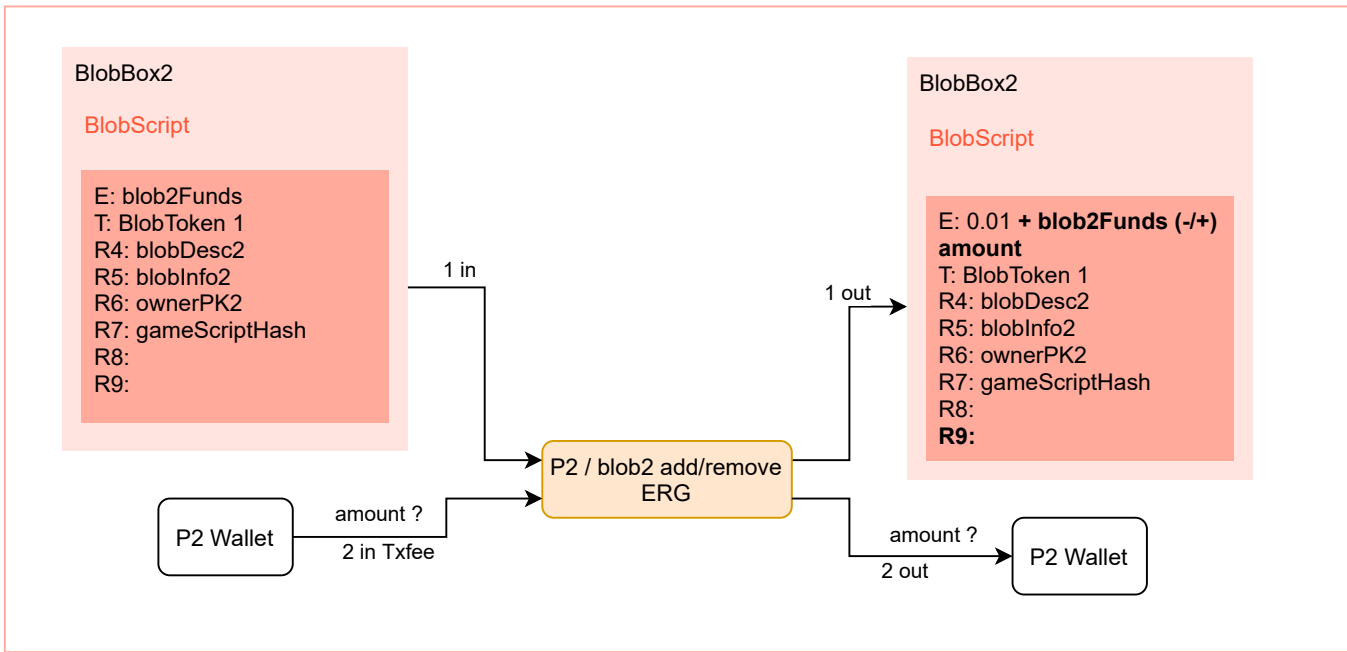 BlobBox2
BlobScript
E: blob2Funds
T: BlobToken 1
R4: blobDesc2
R5: blobInfo2
R6: ownerPK2
R7: gameScriptHash
R8:
R9:
1 in
P2 Wallet
amount ?
2 in Txfee
P2 / blob2 add/remove
ERG
1 out
amount ?
2 out
P2 Wallet
BlobBox2
BlobScript
E: 0.01 + blob2Funds (-/+)
amount
T: BlobToken 1
R4: blobDesc2
R5: blobInfo2
R6: ownerPK2
R7: gameScriptHash
R8:
R9: